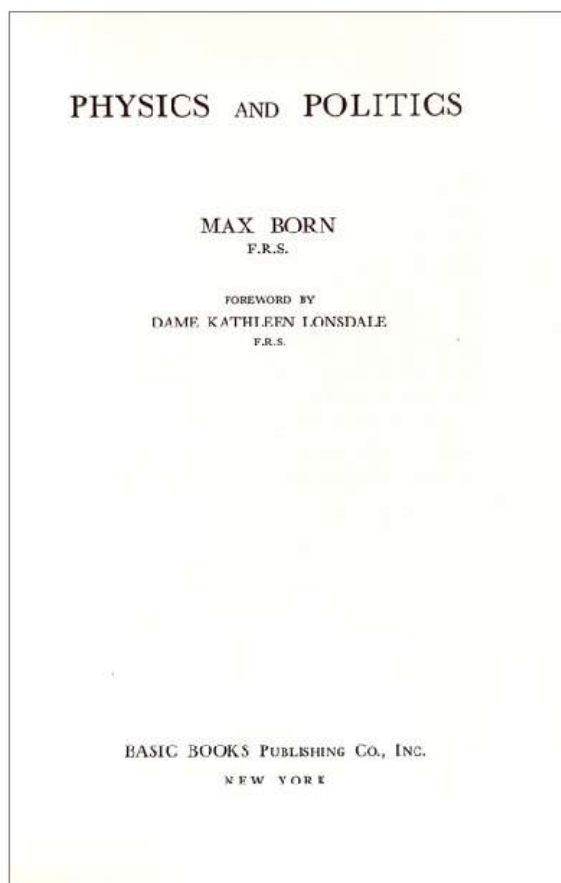 PHYSICS AND POLITICS
MAX BORN
F.R.S.
FOREWORD BY
DAME KATHLEEN LONSDALE
F.R.S.
BASIC BOOKS PUBLISHING CO., INC.
NEW YORK